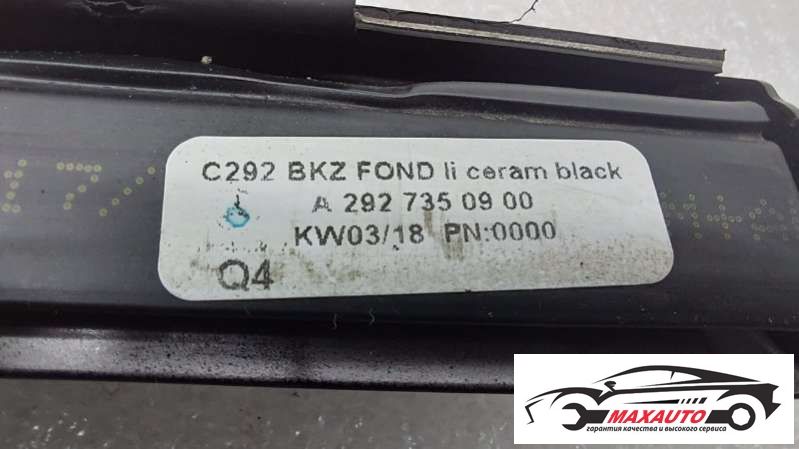 C292 BKZ FOND li ceram black
A 292 735 09 00
KW03/18 PN:0000
Q4
17/
MAXAUTO
гарантия качества и высокого сервиса